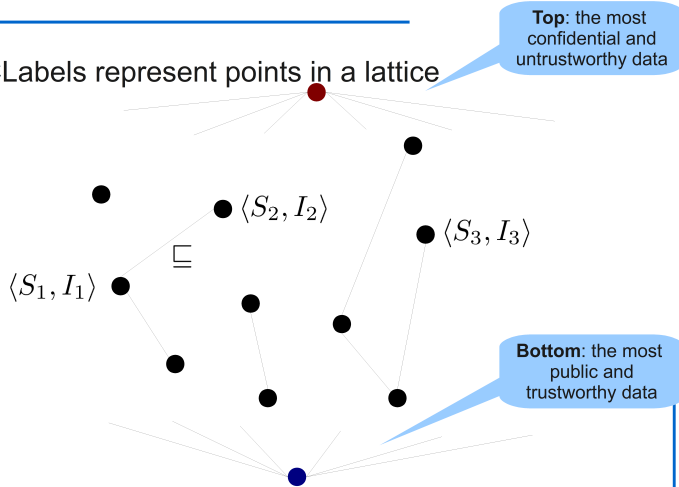 Top: the most
confidential and
untrustworthy data
Labels represent points in a lattice
⟨S₂, I₂⟩
⟨S₃, I₃⟩
⊑
⟨S₁, I₁⟩
Bottom: the most
public and
trustworthy data